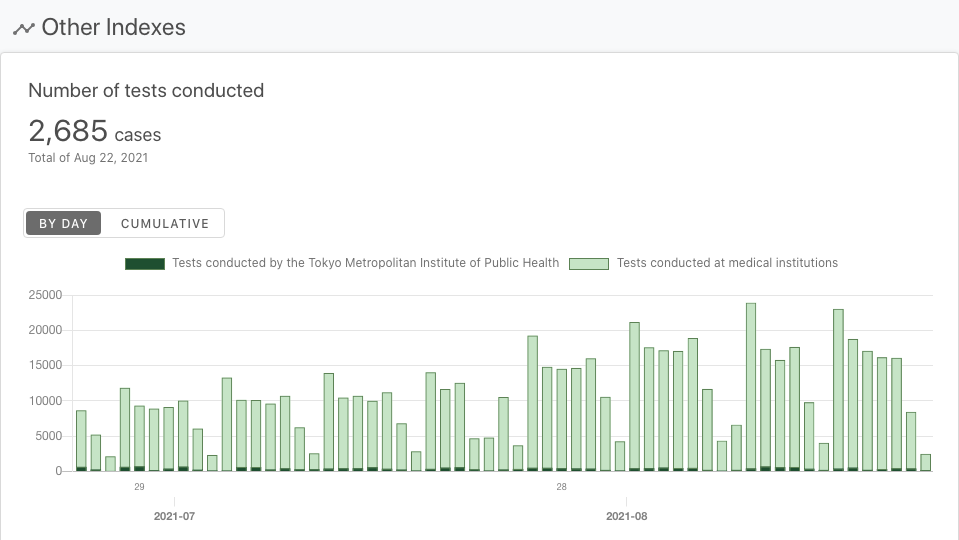 Other Indexes
Number of tests conducted
2,685 cases
Total of Aug 22, 2021
BY DAY CUMULATIVE
Tests conducted by the Tokyo Metropolitan Institute of Public Health Tests conducted at medical institutions
25000
20000
15000
10000
5000
0
29 28
2021-07 2021-08